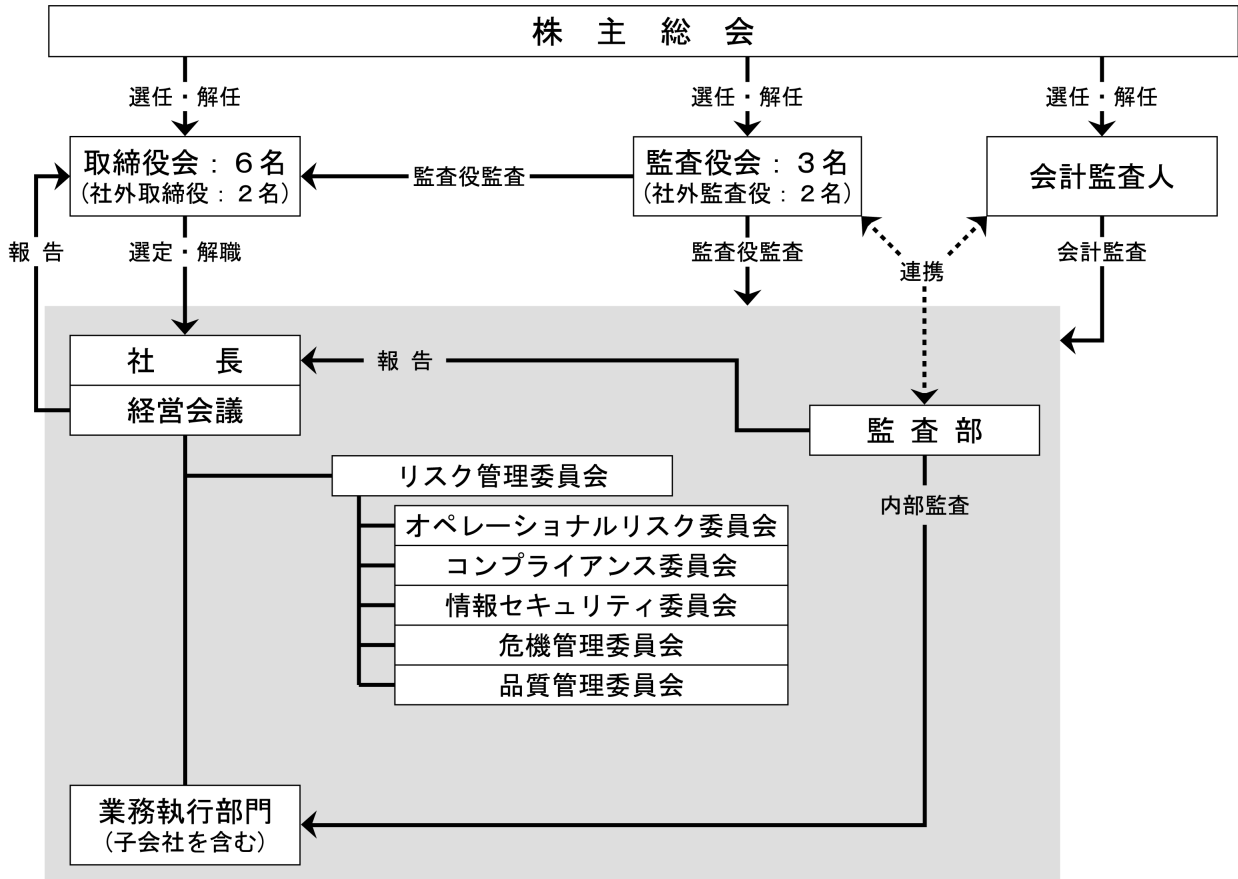 株主総会
選任・解任
選任・解任
選任・解任
取締役会：６名
(社外取締役：２名)
監査役監査
監査役会：３名
(社外監査役：２名)
会計監査人
報告
選定・解職
監査役監査
連携
会計監査
社長
報告
経営会議
監査部
リスク管理委員会
内部監査
オペレーショナルリスク委員会
コンプライアンス委員会
情報セキュリティ委員会
危機管理委員会
品質管理委員会
業務執行部門
(子会社を含む)